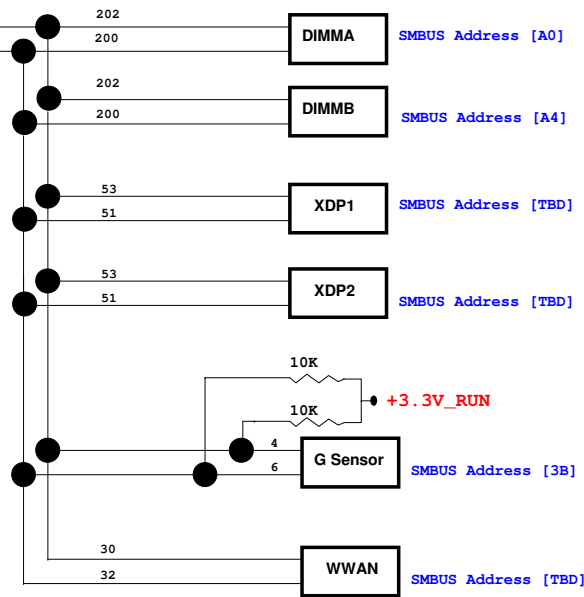 202
200
DIMMA
SMBUS Address [A0]
202
200
DIMMB
SMBUS Address [A4]
53
51
XDP1
SMBUS Address [TBD]
53
51
XDP2
SMBUS Address [TBD]
10K
+3.3V_RUN
10K
4
6
G Sensor
SMBUS Address [3B]
30
32
WWAN
SMBUS Address [TBD]